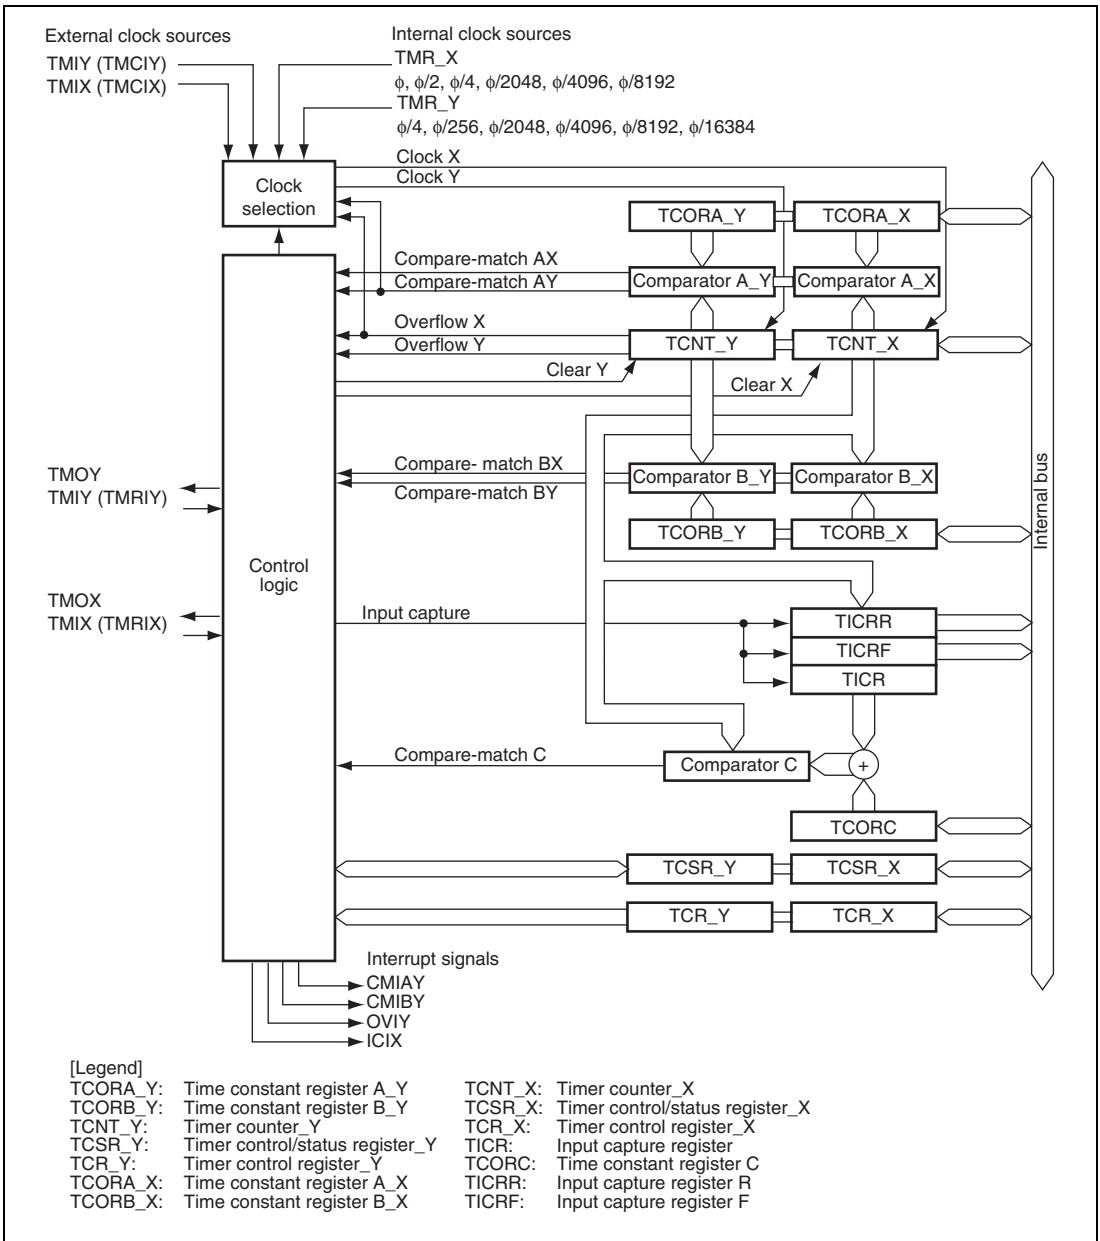 External clock sources
Internal clock sources
TMIY (TMCIY)
TMIX (TMCIX)
TMR_X
ϕ, ϕ/2, ϕ/4, ϕ/2048, ϕ/4096, ϕ/8192
TMR_Y
ϕ/4, ϕ/256, ϕ/2048, ϕ/4096, ϕ/8192, ϕ/16384
Clock X
Clock Y
Clock
selection
TCORA_Y
TCORA_X
Compare-match AX
Compare-match AY
Comparator A_Y
Comparator A_X
Overflow X
Overflow Y
TCNT_Y
TCNT_X
Clear Y
Clear X
Compare- match BX
Compare-match BY
Comparator B_Y
Comparator B_X
TMOY
TMIY (TMRIY)
TCORB_Y
TCORB_X
Internal bus
Control
logic
TMOX
TMIX (TMRIX)
Input capture
TICRR
TICRF
TICR
Compare-match C
Comparator C
+
TCORC
TCSR_Y
TCSR_X
TCR_Y
TCR_X
Interrupt signals
CMIAY
CMIBY
OVIY
ICIX
[Legend]
TCORA_Y: Time constant register A_Y
TCORB_Y: Time constant register B_Y
TCNT_Y: Timer counter_Y
TCSR_Y: Timer control/status register_Y
TCR_Y: Timer control register_Y
TCORA_X: Time constant register A_X
TCORB_X: Time constant register B_X
TCNT_X: Timer counter_X
TCSR_X: Timer control/status register_X
TCR_X: Timer control register_X
TICR: Input capture register
TCORC: Time constant register C
TICRR: Input capture register R
TICRF: Input capture register F